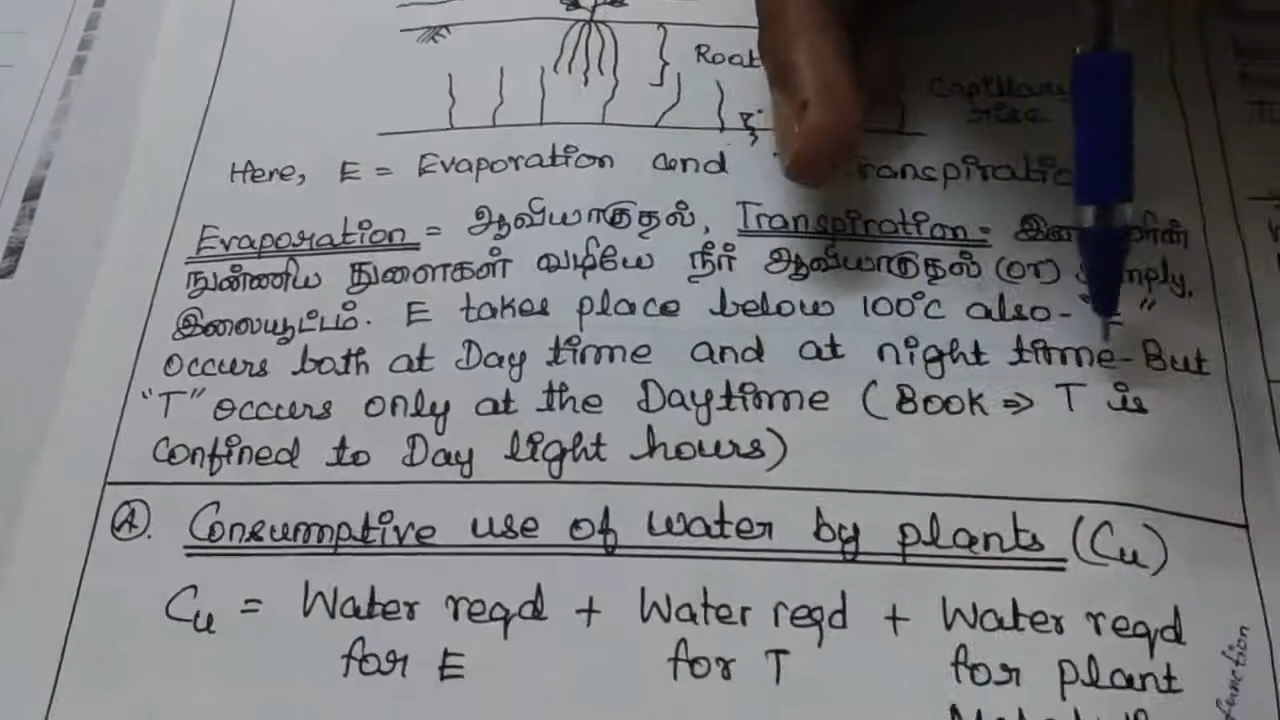 Root
Capillary
rise
Here, E = Evaporation and
Evaporation = ஆவியாகுதல், Transpiration =
நுண்ணிய துளைகள் வழியே நீர் ஆவியாகுதல் (or)
இலையூட்டம். E takes place below 100°c also-
occurs both at Day time and at night time-But
"T" occurs only at the Daytime (Book ⇒ T is
confined to Day light hours)
A. Consumptive use of water by plants (Cu)
Cu = Water reqd + Water reqd + Water reqd
for E for T for plant
function